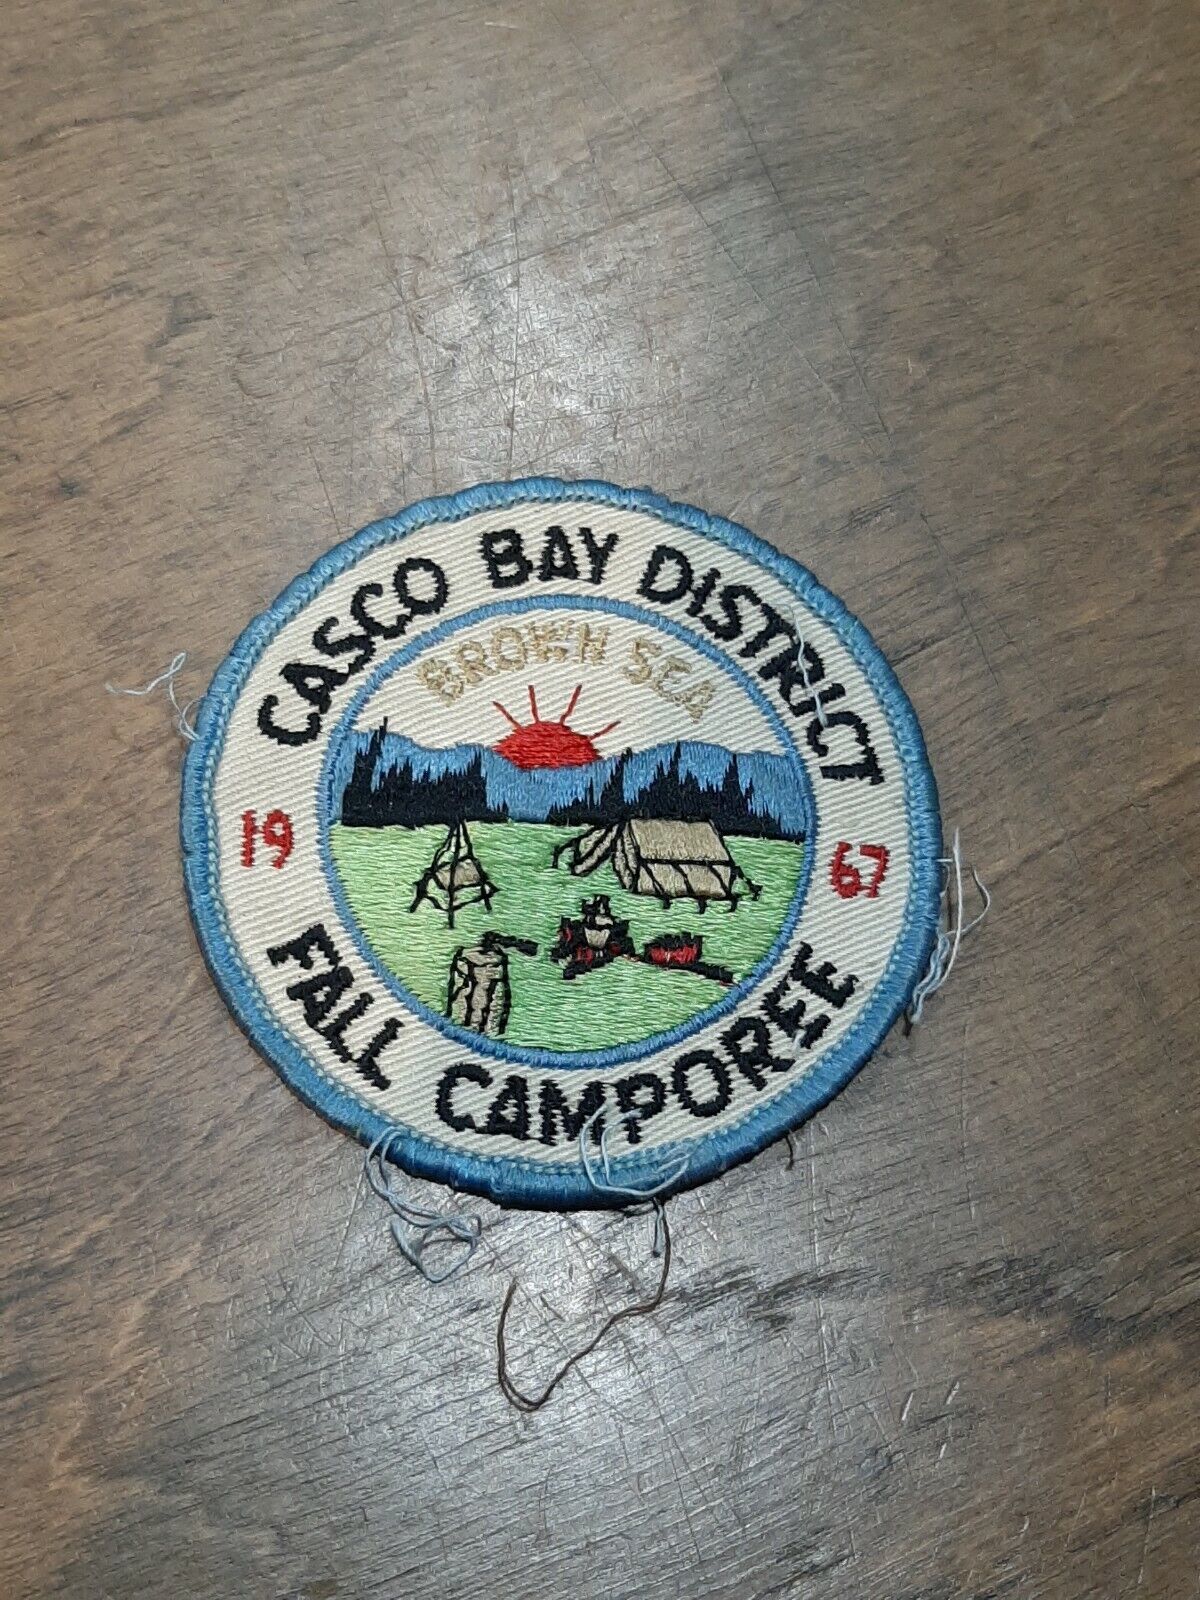 CASCO BAY DISTRICT
BROWN SEA
19 67
FALL CAMPOREE